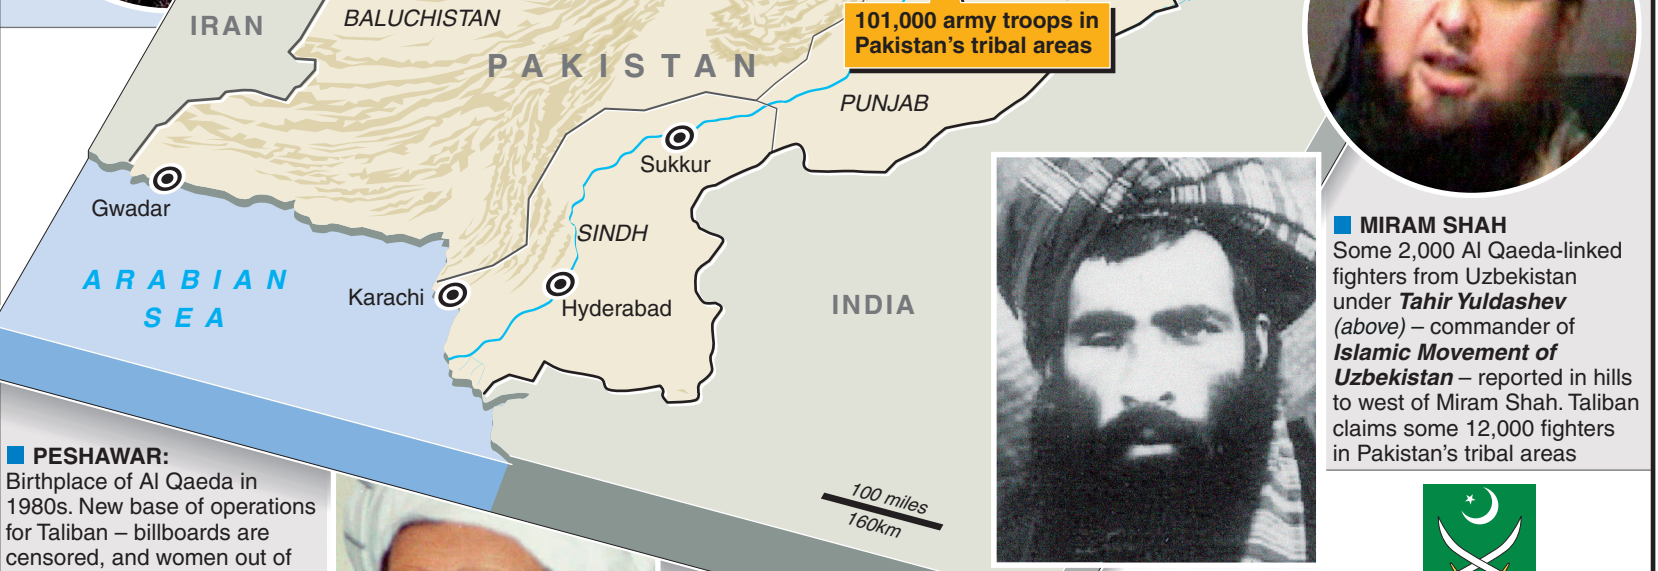 IRAN
BALUCHISTAN
101,000 army troops in
Pakistan’s tribal areas
PAKISTAN
PUNJAB
Sukkur
Gwadar
SINDH
ARABIAN
SEA
Karachi
Hyderabad
INDIA
100 miles
160km
■ MIRAM SHAH
Some 2,000 Al Qaeda-linked
fighters from Uzbekistan
under Tahir Yuldashev
(above) – commander of
Islamic Movement of
Uzbekistan – reported in hills
to west of Miram Shah. Taliban
claims some 12,000 fighters
in Pakistan’s tribal areas
■ PESHAWAR:
Birthplace of Al Qaeda in
1980s. New base of operations
for Taliban – billboards are
censored, and women out of